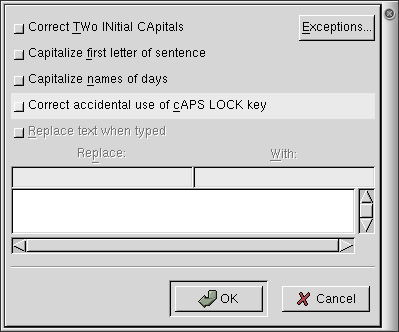 Correct TWo INitial CApitals
Exceptions...
Capitalize first letter of sentence
Capitalize names of days
Correct accidental use of cAPS LOCK key
Replace text when typed
Replace: With:
OK Cancel